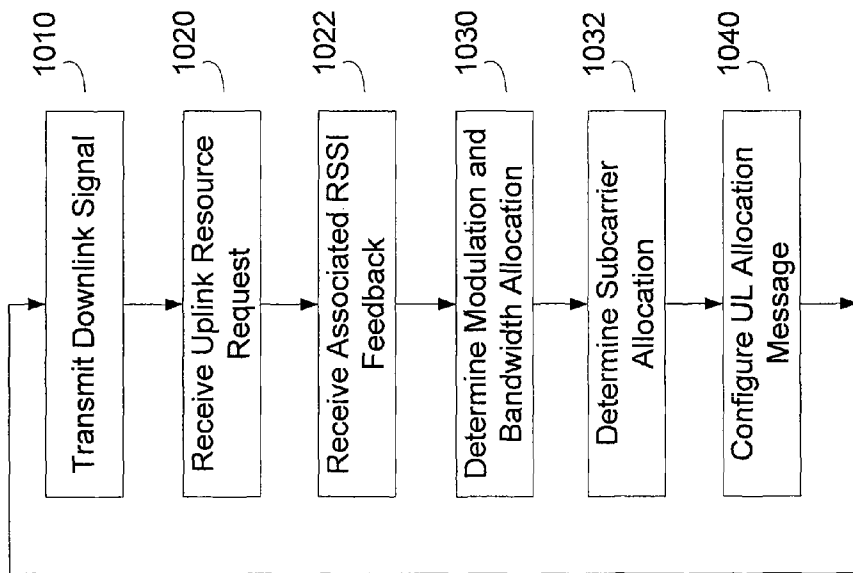 Transmit Downlink Signal
1010
Receive Uplink Resource
Request
1020
Receive Associated RSSI
Feedback
1022
Determine Modulation and
Bandwidth Allocation
1030
Determine Subcarrier
Allocation
1032
Configure UL Allocation
Message
1040